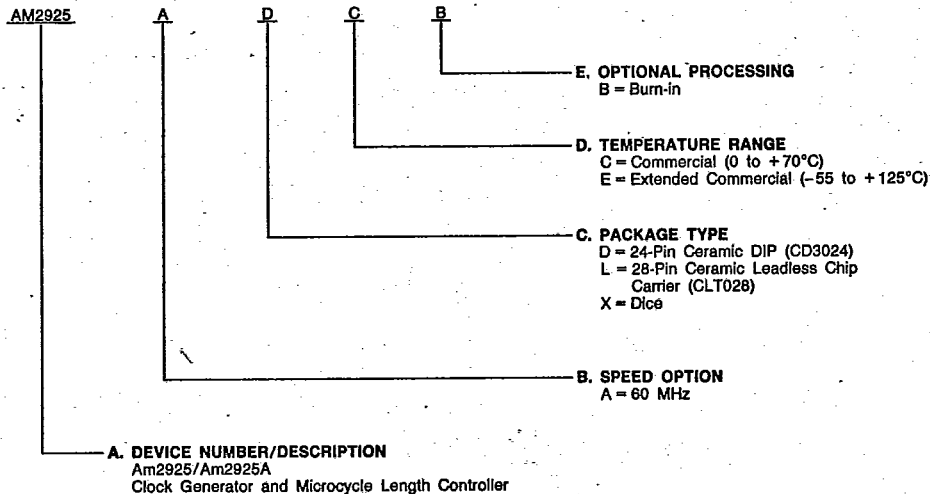 AM2925 A D C B
E. OPTIONAL PROCESSING
B = Burn-in
D. TEMPERATURE RANGE
C = Commercial (0 to +70°C)
E = Extended Commercial (-55 to +125°C)
C. PACKAGE TYPE
D = 24-Pin Ceramic DIP (CD3024)
L = 28-Pin Ceramic Leadless Chip
Carrier (CLT028)
X = Dice
B. SPEED OPTION
A = 60 MHz
A. DEVICE NUMBER/DESCRIPTION
Am2925/Am2925A
Clock Generator and Microcycle Length Controller